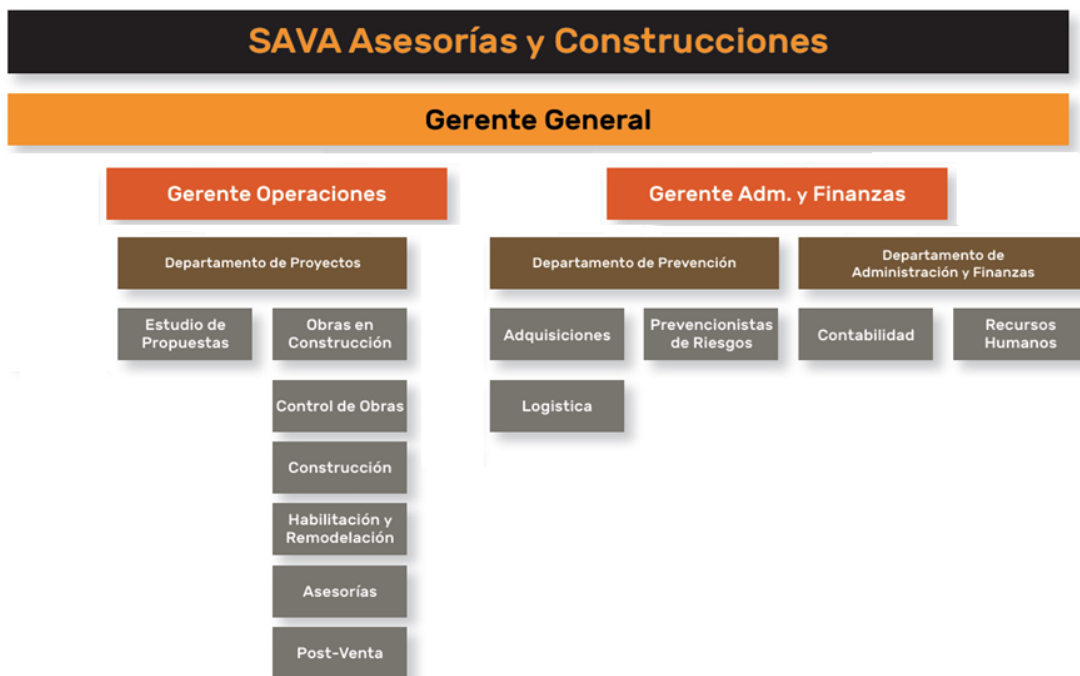 SAVA Asesorías y Construcciones
Gerente General
Gerente Operaciones
Gerente Adm. y Finanzas
Departamento de Proyectos
Departamento de Prevención
Departamento de
Administración y Finanzas
Estudio de
Propuestas
Obras en
Construcción
Adquisiciones
Prevencionistas
de Riesgos
Contabilidad
Recursos
Humanos
Control de Obras
Logistica
Construcción
Habilitación y
Remodelación
Asesorías
Post-Venta